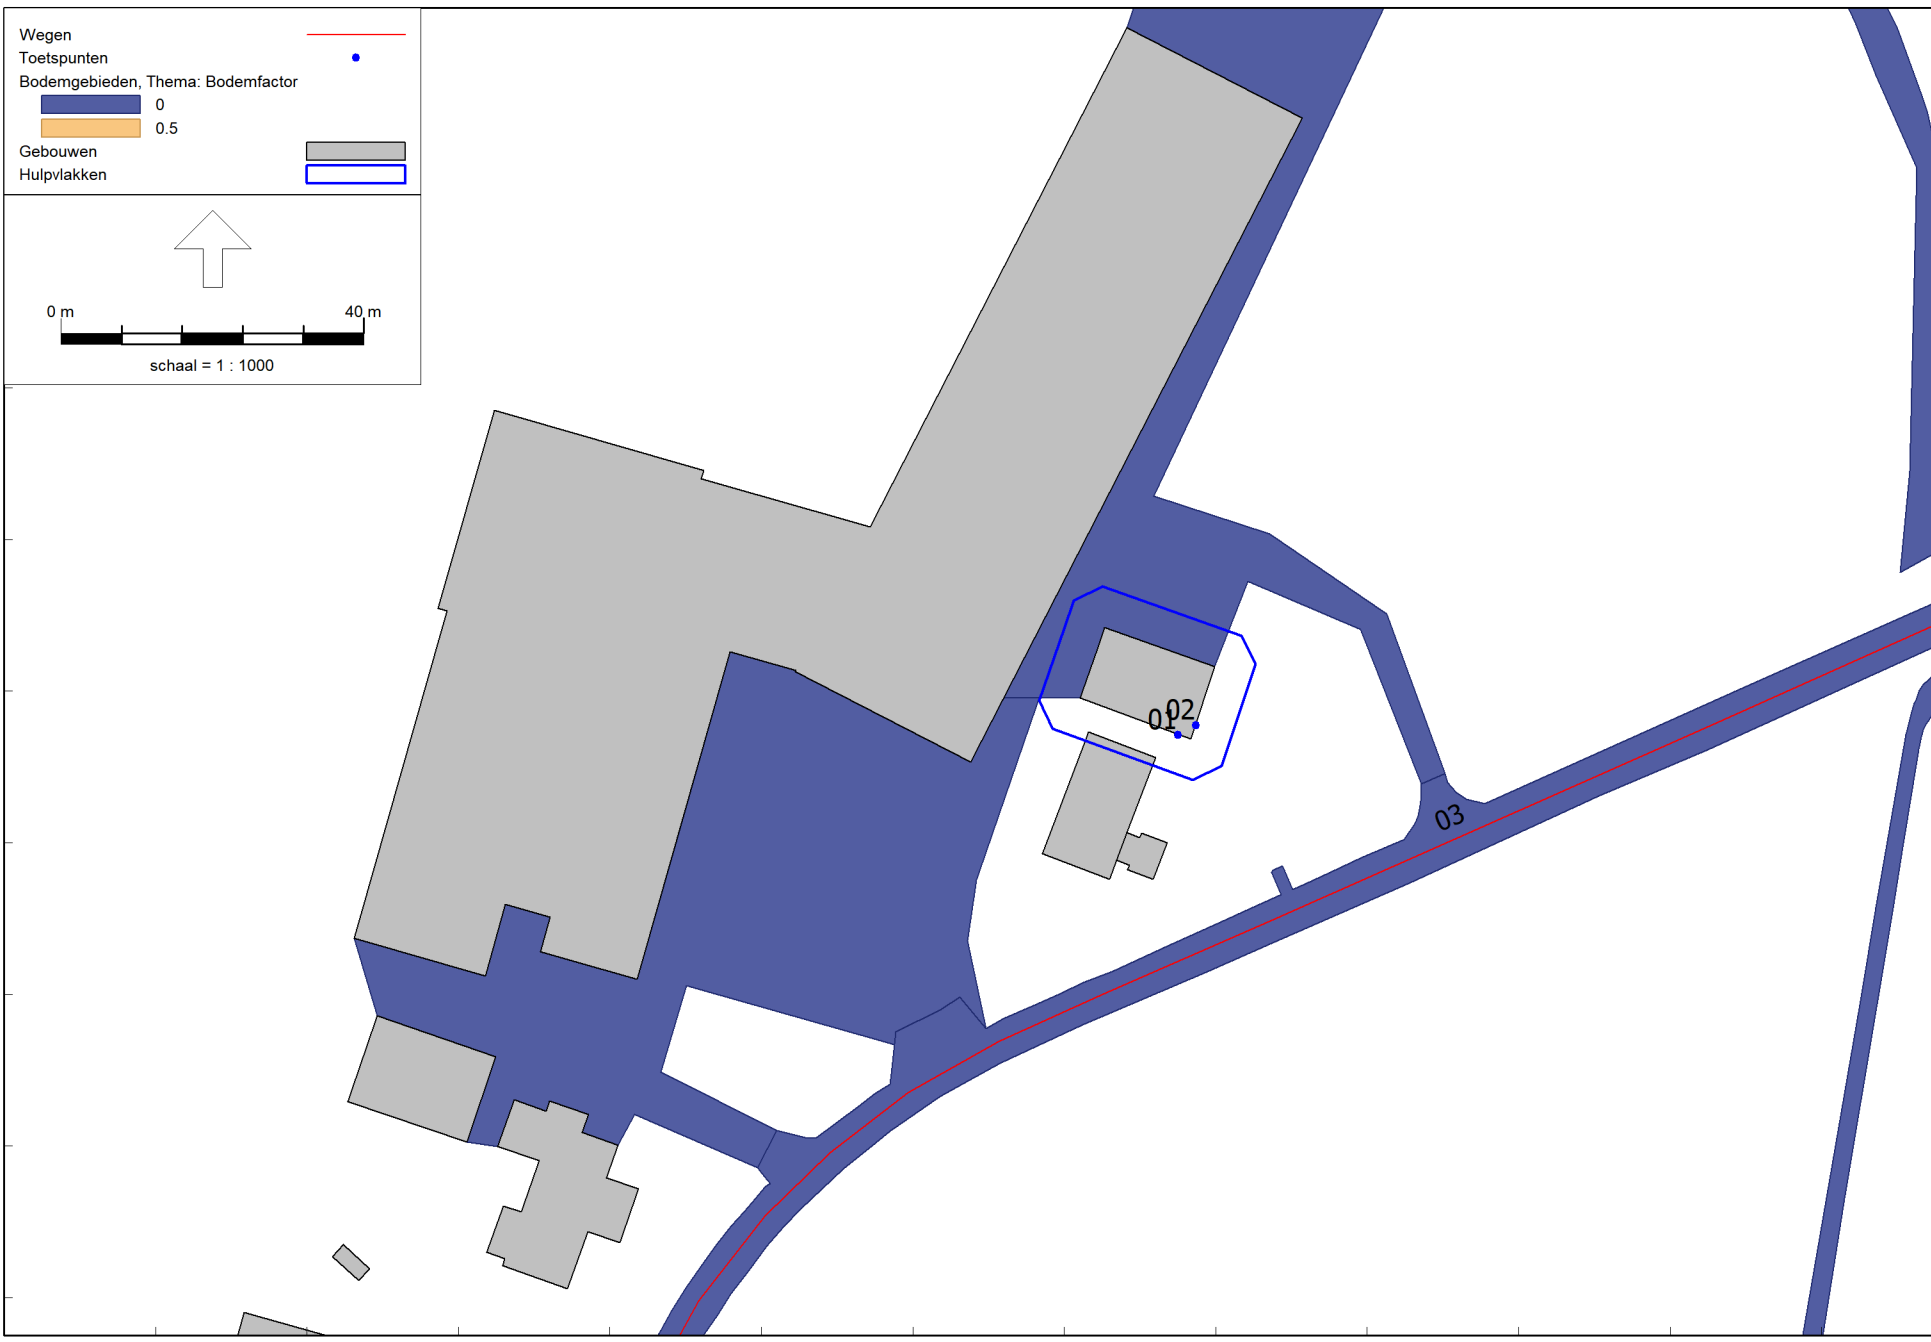 Wegen
Toetspunten
Bodemgebieden, Thema: Bodemfactor
0
0.5
Gebouwen
Hulpvlakken
0 m 40 m
schaal = 1 : 1000
02
01
03